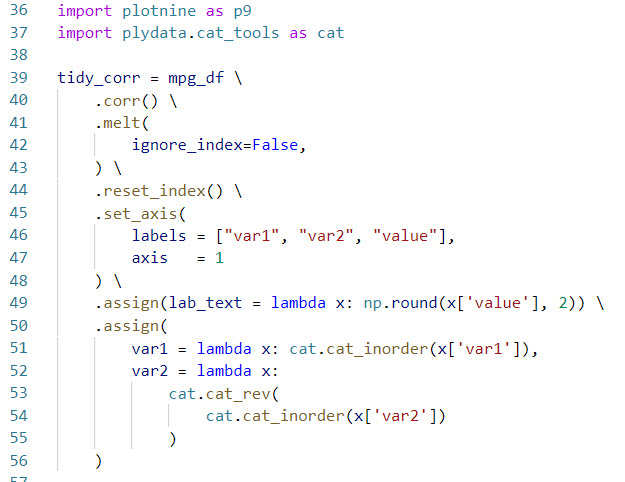 36 import plotnine as p9
37 import plydata.cat_tools as cat
38
39 tidy_corr = mpg_df \
40     .corr() \
41     .melt(
42         ignore_index=False,
43     ) \
44     .reset_index() \
45     .set_axis(
46         labels = ["var1", "var2", "value"],
47         axis   = 1
48     ) \
49     .assign(lab_text = lambda x: np.round(x['value'], 2)) \
50     .assign(
51         var1 = lambda x: cat.cat_inorder(x['var1']),
52         var2 = lambda x:
53             cat.cat_rev(
54                 cat.cat_inorder(x['var2'])
55             )
56     )
57